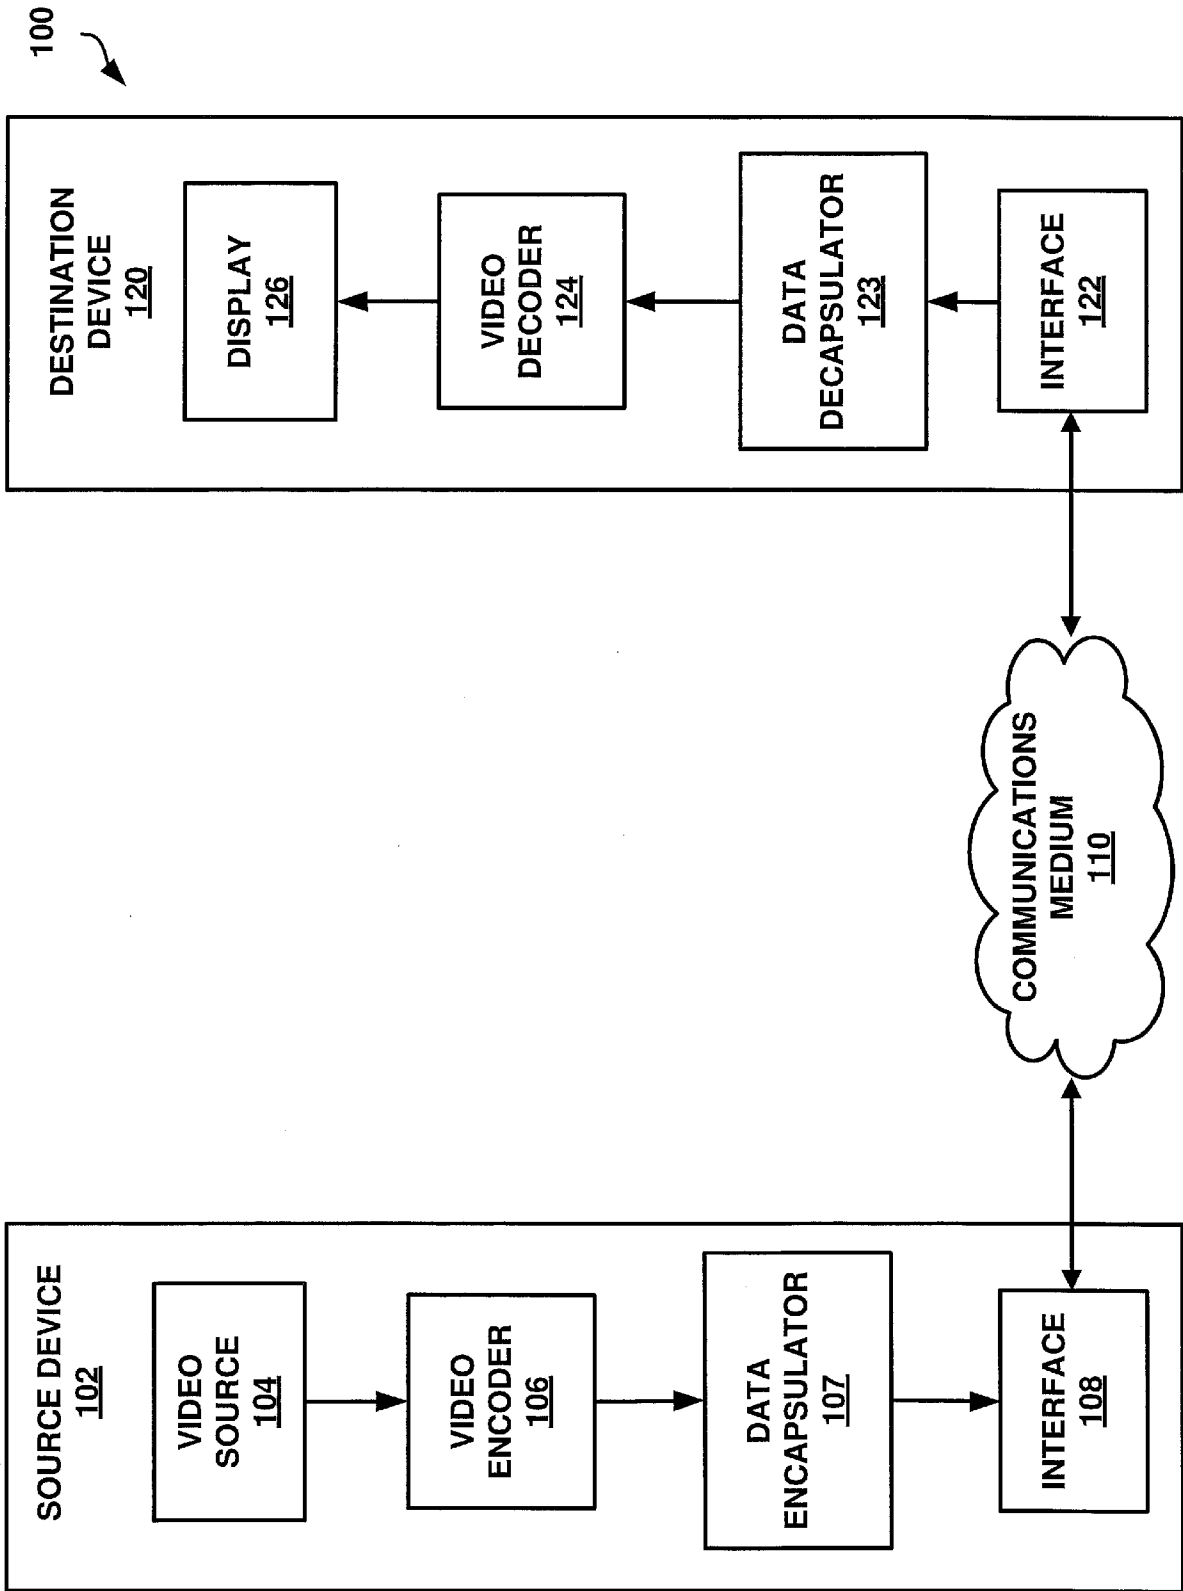 100
SOURCE DEVICE
102
VIDEO
SOURCE
104
VIDEO
ENCODER
106
DATA
ENCAPSULATOR
107
INTERFACE
108
COMMUNICATIONS
MEDIUM
110
DESTINATION
DEVICE
120
DISPLAY
126
VIDEO
DECODER
124
DATA
DECAPSULATOR
123
INTERFACE
122